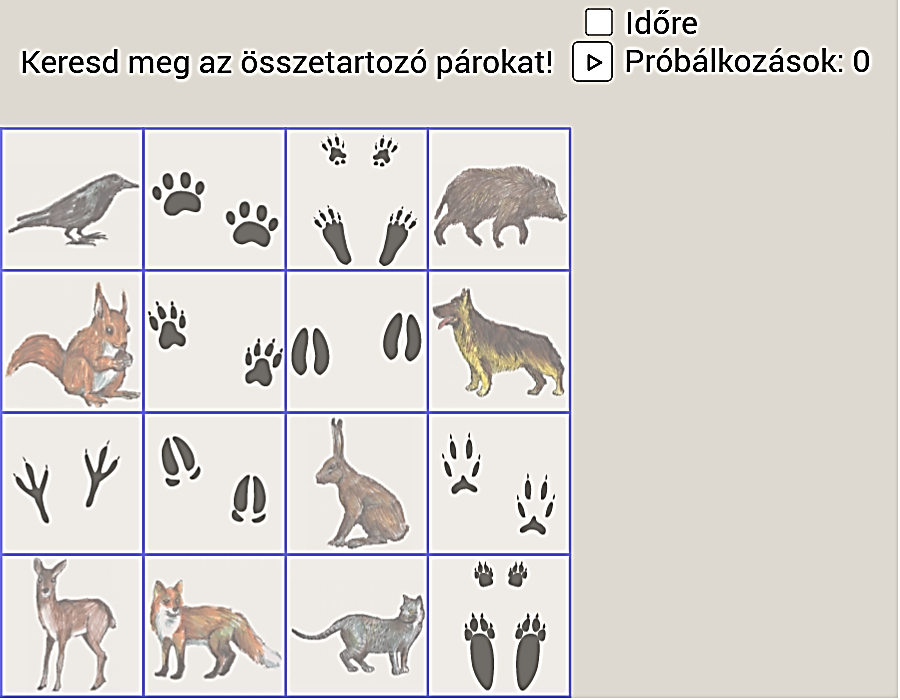 Időre
Keresd meg az összetartozó párokat!
Próbálkozások: 0